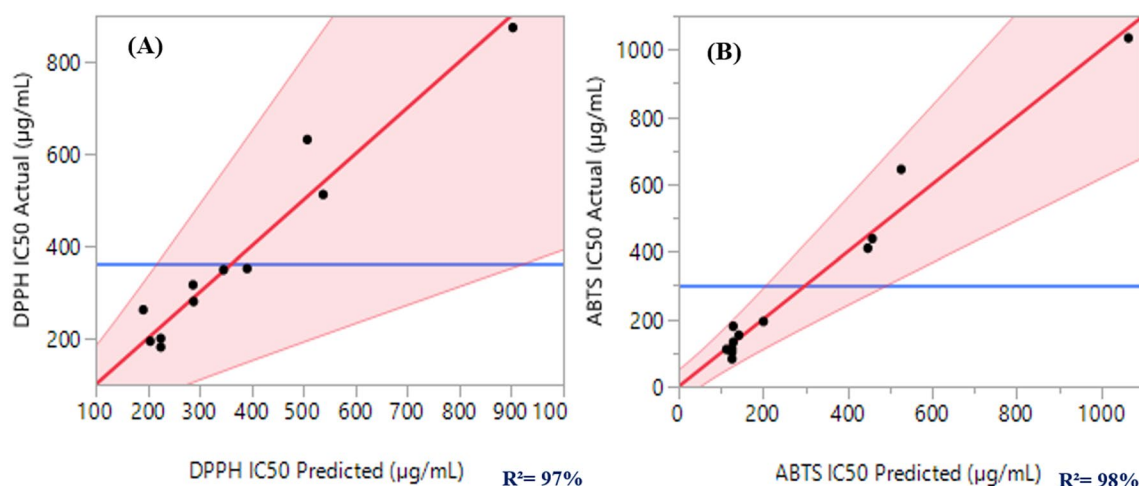 (A)
DPPH IC50 Actual (µg/mL)
800
600
400
200
100 200 300 400 500 600 700 800 900 100
DPPH IC50 Predicted (µg/mL)
R²= 97%
(B)
ABTS IC50 Actual (µg/mL)
1000
800
600
400
200
0
0 200 400 600 800 1000
ABTS IC50 Predicted (µg/mL)
R²= 98%